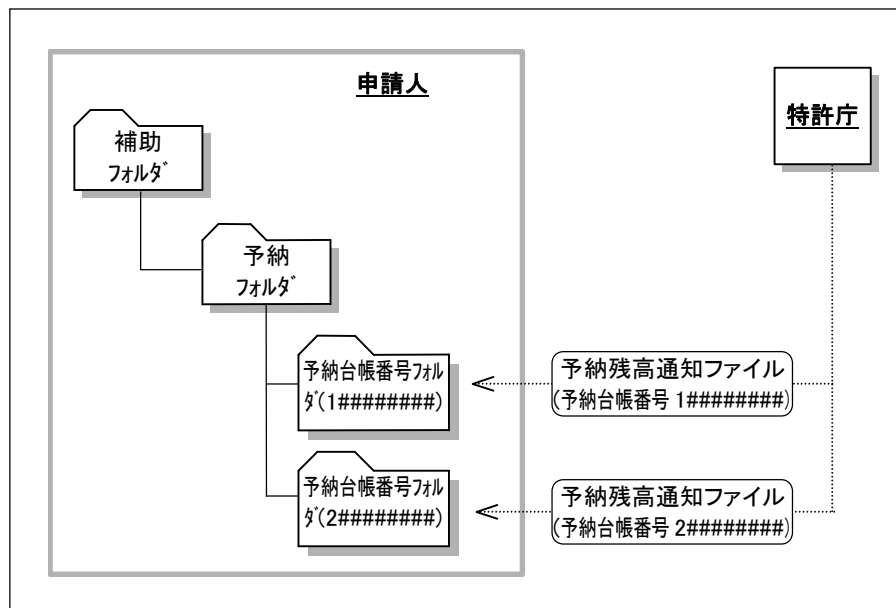 申請人
特許庁
補助
フォルダ
予納
フォルダ
予納台帳番号フォル
ダ(1########)
予納残高通知ファイル
(予納台帳番号 1########)
予納台帳番号フォル
ダ(2########)
予納残高通知ファイル
(予納台帳番号 2########)